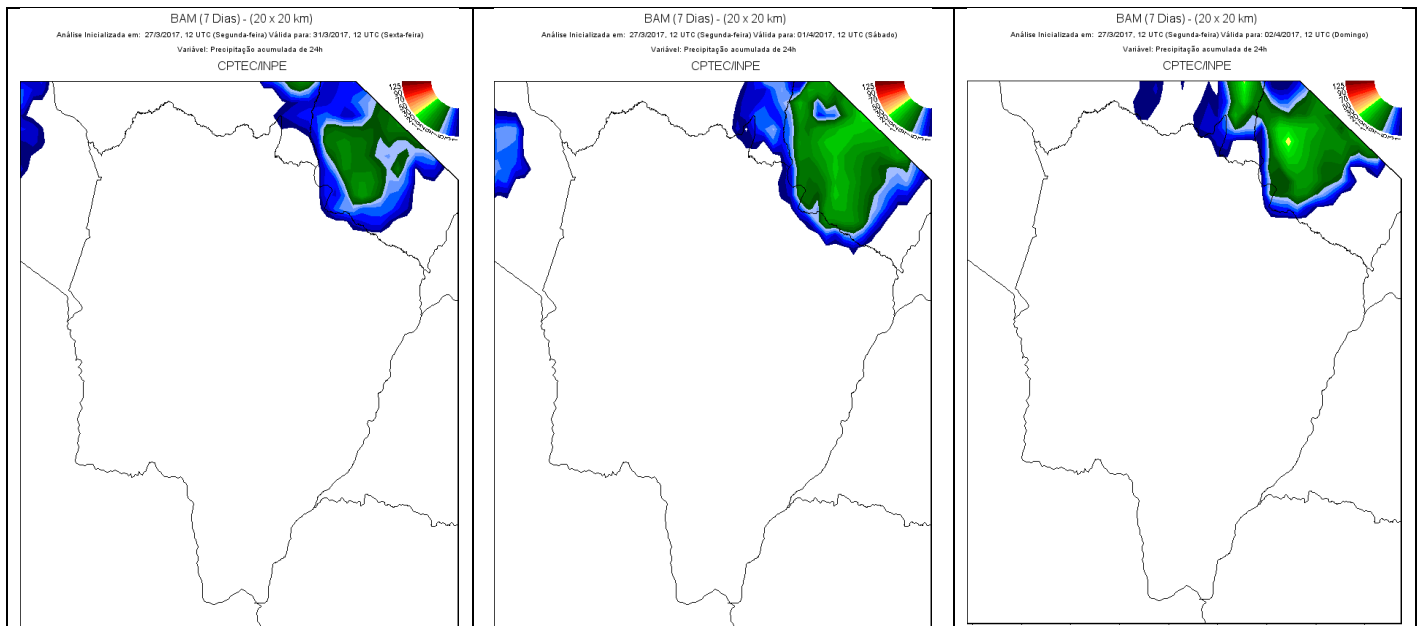 BAM (7 Dias) - (20 x 20 km)
Análise Inicializada em: 27/3/2017, 12 UTC (Segunda-feira) Válida para: 31/3/2017, 12 UTC (Sexta-feira)
Variável: Precipitação acumulada de 24h
CPTEC/INPE
BAM (7 Dias) - (20 x 20 km)
Análise Inicializada em: 27/3/2017, 12 UTC (Segunda-feira) Válida para: 01/4/2017, 12 UTC (Sábado)
Variável: Precipitação acumulada de 24h
CPTEC/INPE
BAM (7 Dias) - (20 x 20 km)
Análise Inicializada em: 27/3/2017, 12 UTC (Segunda-feira) Válida para: 02/4/2017, 12 UTC (Domingo)
Variável: Precipitação acumulada de 24h
CPTEC/INPE